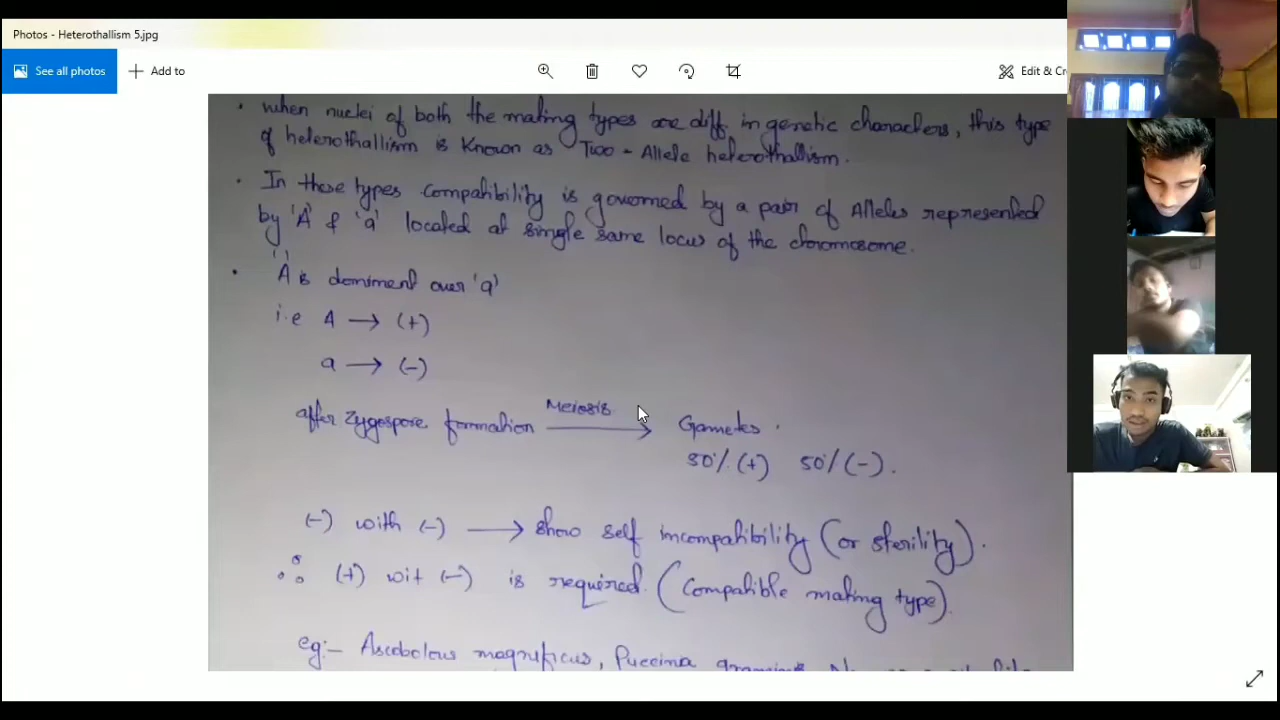 Photos - Heterothallism 5.jpg
See all photos
Add to
Edit & Cr
• When nuclei of both the mating types are diff in genetic characters, this type
of heterothallism is known as Two - Allele heterothallism.
• In these types compatibility is governed by a pair of Alleles represented
by 'A' & 'a' located at single same locus of the chromosome.
• 'A' is dominent over 'a'
i.e A → (+)
a → (-)
after Zygospore formation Meiosis → Gametes.
50% (+) 50% (-).
(-) with (-) → show self incompatibility (or sterility).
∴ (+) wit (-) is required. (Compatible mating type).
eg:- Ascobolous magnificus, Puccina graminis,